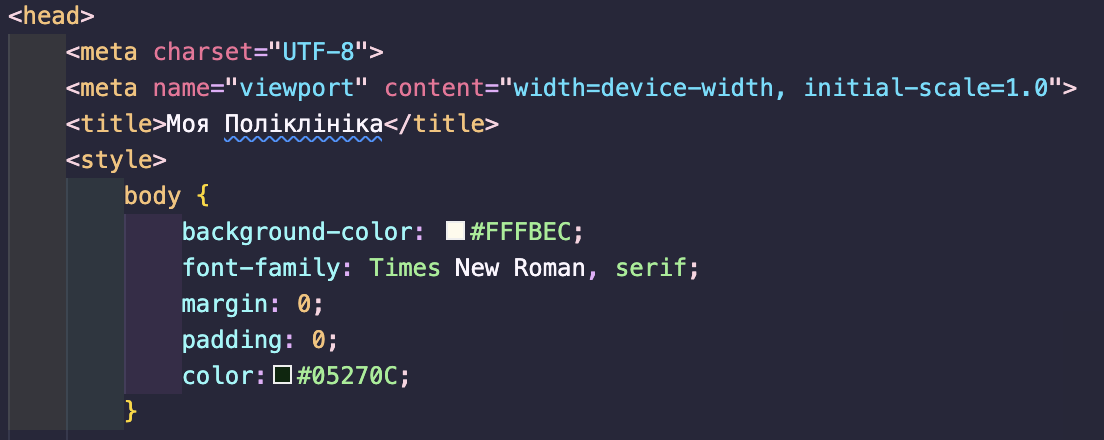 <head>
<meta charset="UTF-8">
<meta name="viewport" content="width=device-width, initial-scale=1.0">
<title>Моя Поліклініка</title>
<style>
body {
background-color: #FFFBEC;
font-family: Times New Roman, serif;
margin: 0;
padding: 0;
color: #05270C;
}